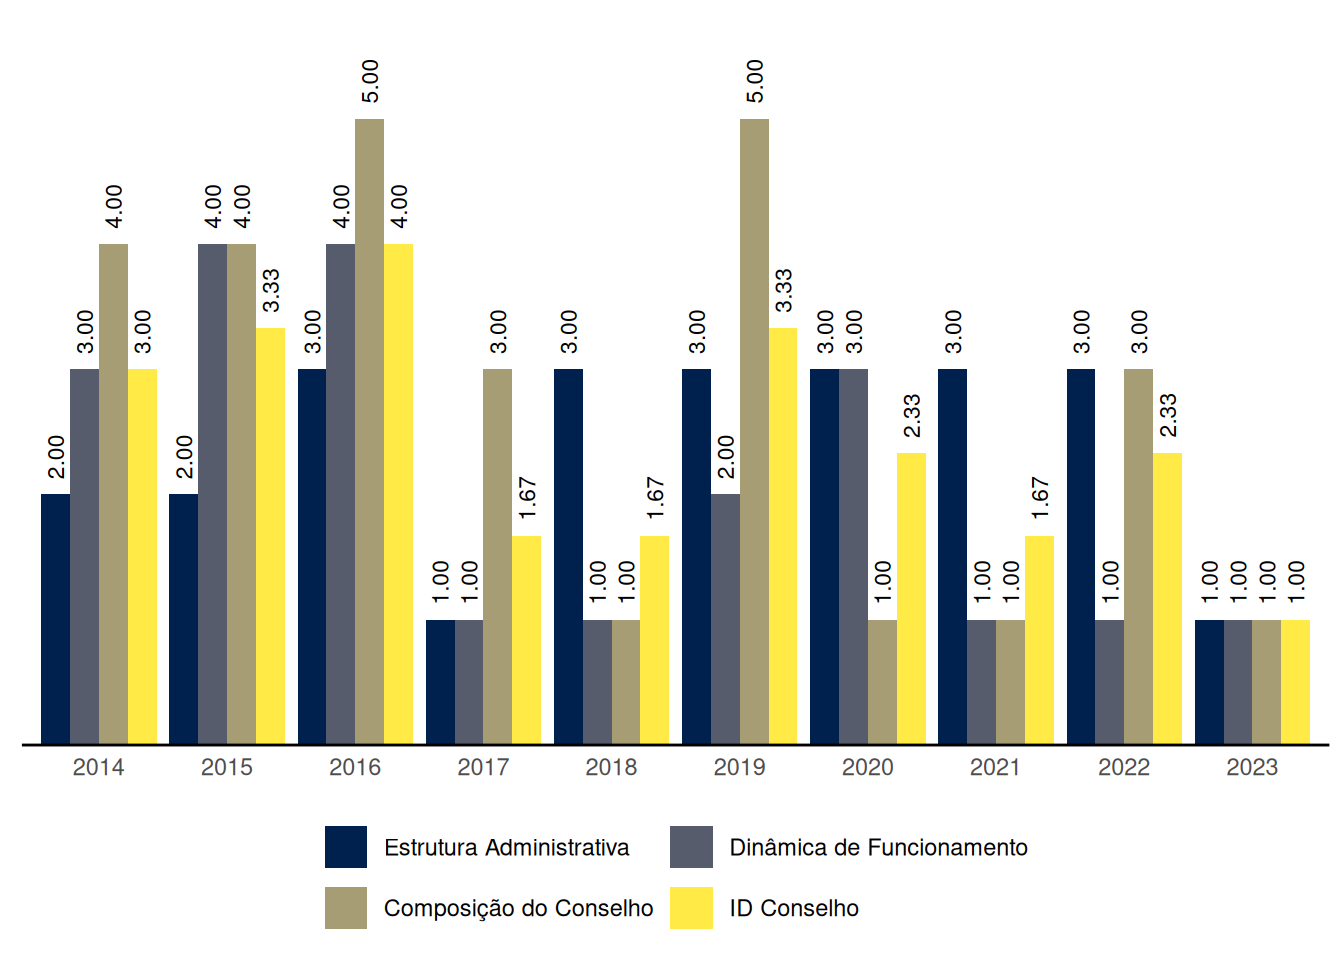 2.00 3.00 4.00 3.00
2.00 4.00 4.00 3.33
3.00 4.00 5.00 4.00
1.00 1.00 3.00 1.67
3.00 1.00 1.00 1.67
3.00 2.00 5.00 3.33
3.00 3.00 1.00 2.33
3.00 1.00 1.00 1.67
3.00 1.00 3.00 2.33
1.00 1.00 1.00 1.00
2014 2015 2016 2017 2018 2019 2020 2021 2022 2023
Estrutura Administrativa Dinâmica de Funcionamento
Composição do Conselho ID Conselho